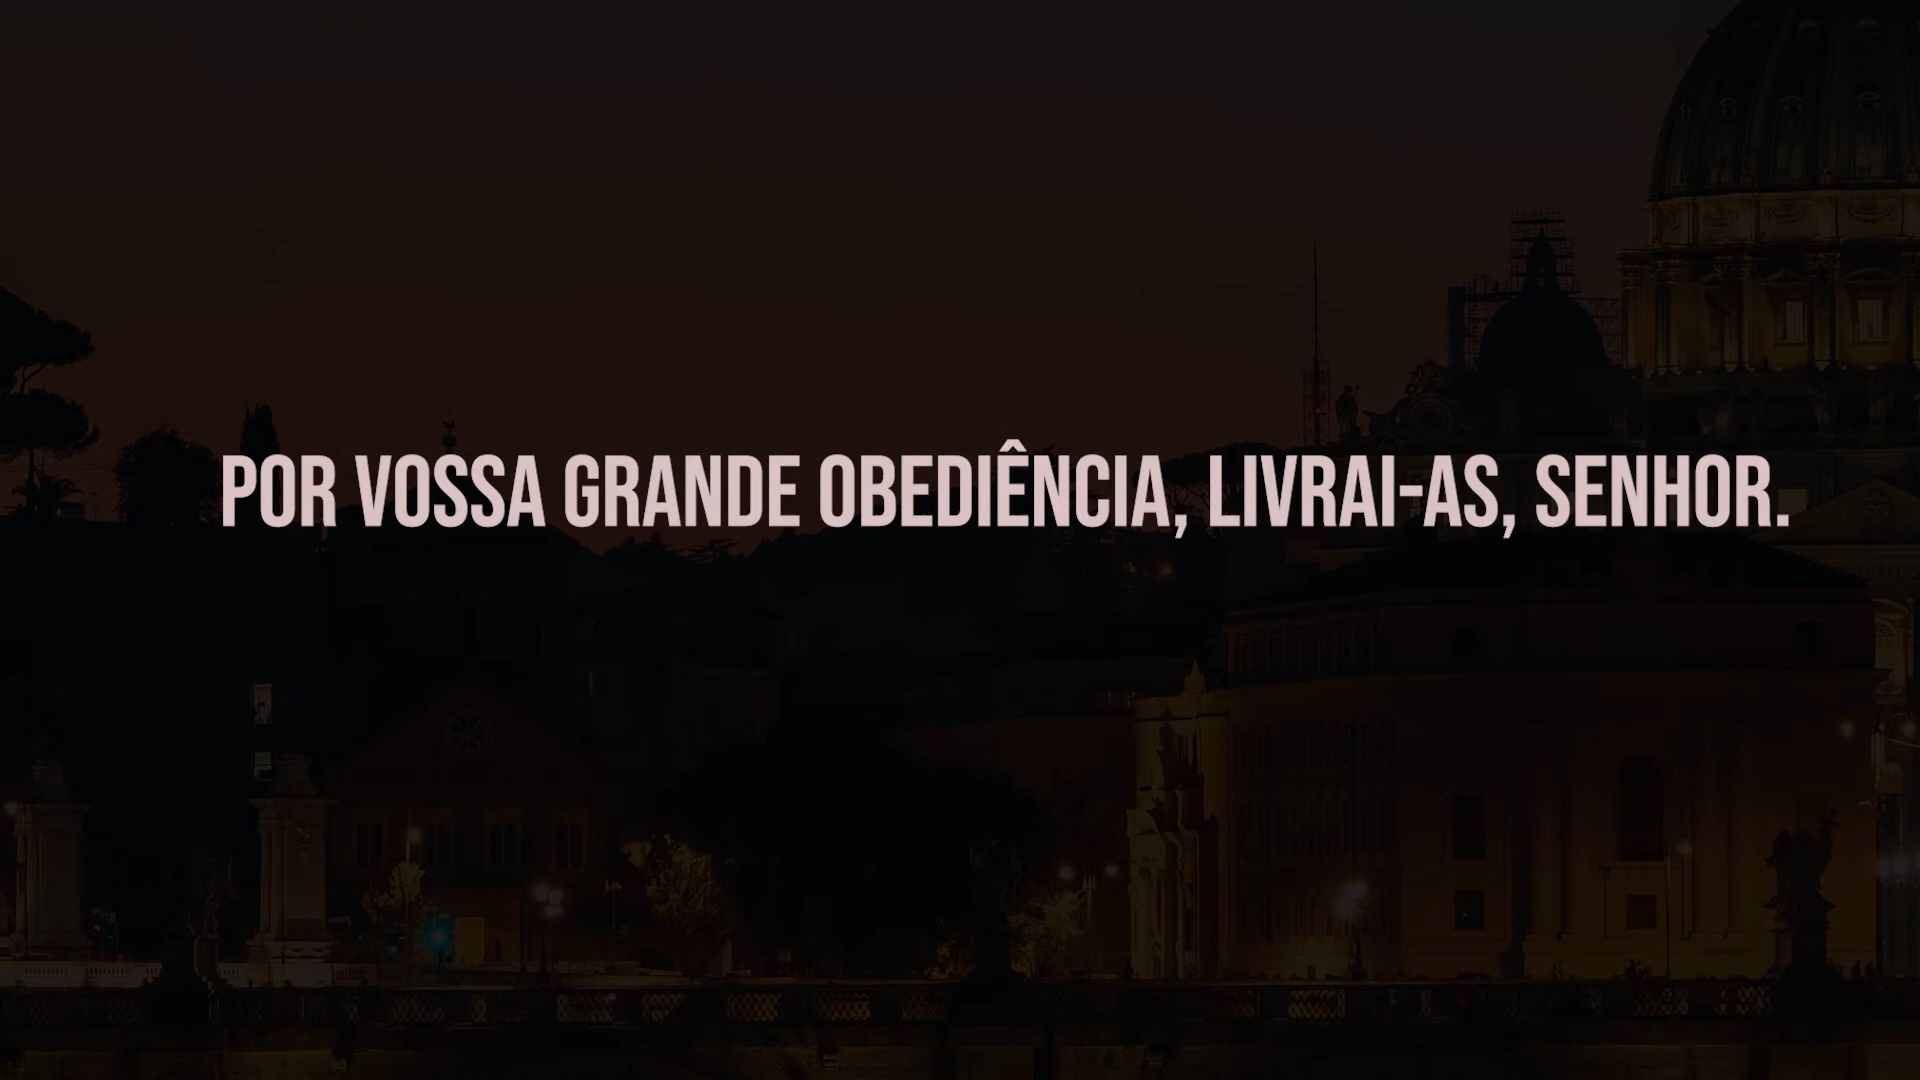 POR VOSSA GRANDE OBEDIÊNCIA, LIVRAI-AS, SENHOR.